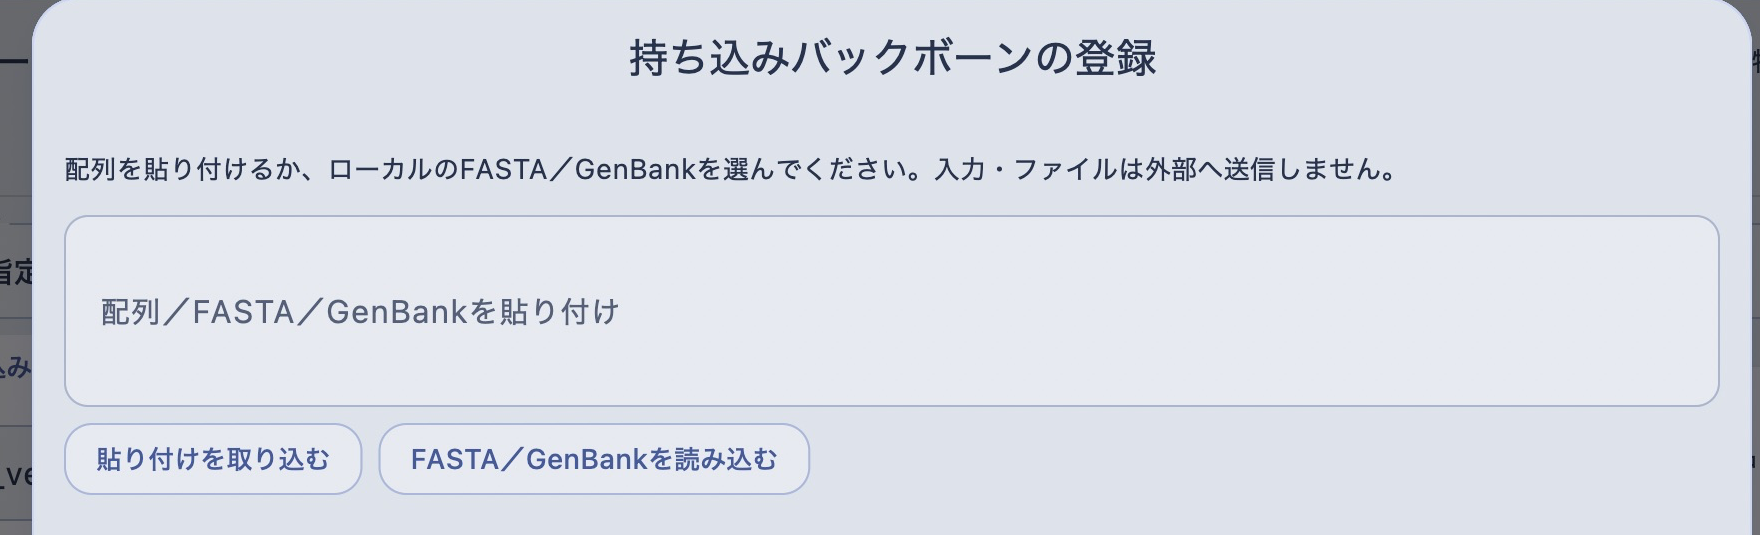 持ち込みバックボーンの登録
配列を貼り付けるか、ローカルのFASTA／GenBankを選んでください。入力・ファイルは外部へ送信しません。
指定
配列／FASTA／GenBankを貼り付け
込み
貼り付けを取り込む
FASTA／GenBankを読み込む
_ve